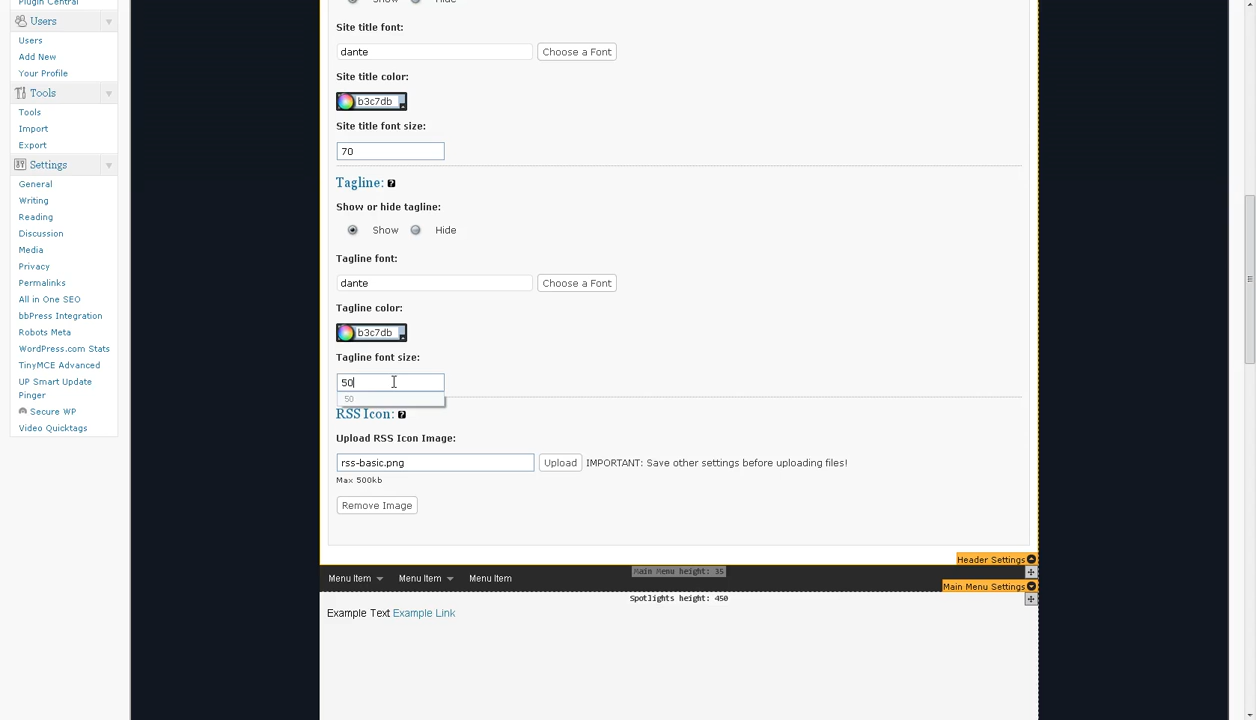 Plugin Central
Users
Users
Add New
Your Profile
Tools
Tools
Import
Export
Settings
General
Writing
Reading
Discussion
Media
Privacy
Permalinks
All in One SEO
bbPress Integration
Robots Meta
WordPress.com Stats
TinyMCE Advanced
UP Smart Update
Pinger
Secure WP
Video Quicktags
Show Hide
Site title font:
dante Choose a Font
Site title color:
b3c7db
Site title font size:
70
Tagline: ?
Show or hide tagline:
Show Hide
Tagline font:
dante Choose a Font
Tagline color:
b3c7db
Tagline font size:
50
50
RSS Icon: ?
Upload RSS Icon Image:
rss-basic.png Upload IMPORTANT: Save other settings before uploading files!
Max 500kb
Remove Image
Header Settings
Menu Item Menu Item Menu Item Main Menu height: 35
Main Menu Settings
Spotlights height: 450
Example Text Example Link